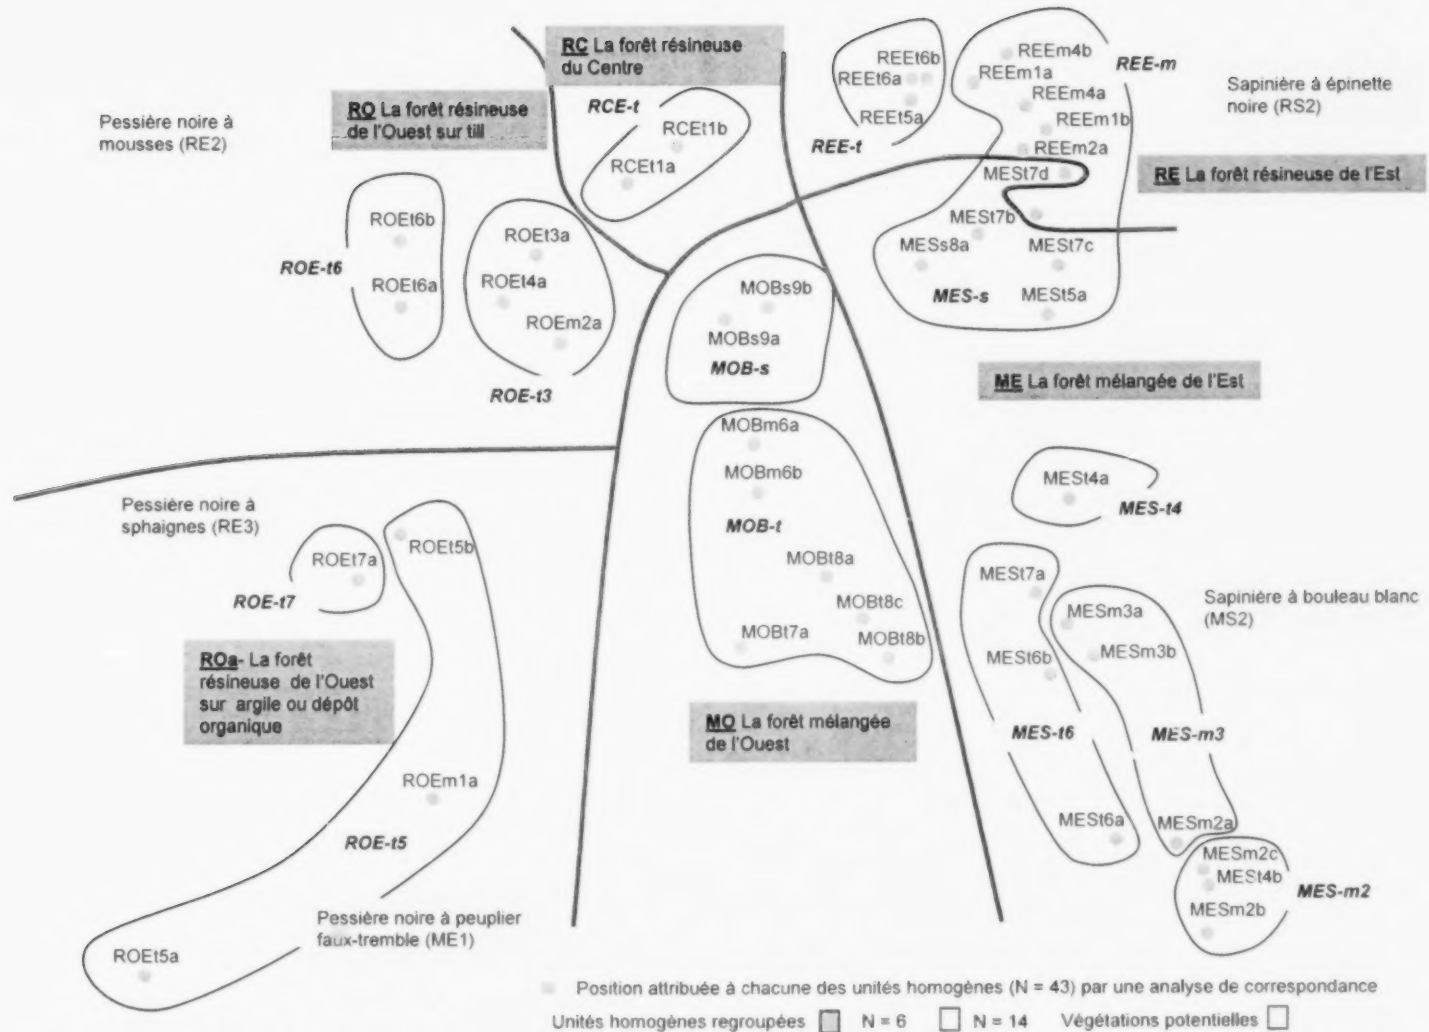 RC La forêt résineuse
du Centre
REEt6b
REEm4b
REE-m
REEt6a
REEm1a
Sapinière à épinette
noire (RS2)
RCE-t
REEm4a
RO La forêt résineuse
de l'Ouest sur till
Pessière noire à
mousses (RE2)
REEt5a
RCEt1b
REEm1b
REE-t
REEm2a
RCEt1a
MESt7d
RE La forêt résineuse de l'Est
ROEt6b
MESt7b
ROEt3a
MESs8a
MESt7c
ROE-t6
ROEt6a
ROEt4a
MOBs9b
MES-s
MESt5a
ROEm2a
MOBs9a
MOB-s
ROE-t3
ME La forêt mélangée de l'Est
MOBm6a
MOBm6b
MESt4a
MES-t4
Pessière noire à
sphaignes (RE3)
MOB-t
ROEt5b
ROEt7a
MOBt8a
MESt7a
ROE-t7
MOBt8c
MESm3a
Sapinière à bouleau blanc
(MS2)
MOBt7a
MOBt8b
MESt6b
MESm3b
ROa- La forêt
résineuse de l'Ouest
sur argile ou dépôt
organique
MO La forêt mélangée
de l'Ouest
MES-t6
MES-m3
ROEm1a
MESt6a
MESm2a
ROE-t5
MESm2c
MESt4b
MES-m2
MESm2b
Pessière noire à peuplier
faux-tremble (ME1)
ROEt5a
Position attribuée à chacune des unités homogènes (N = 43) par une analyse de correspondance
Unités homogènes regroupées N = 6 N = 14 Végétations potentielles